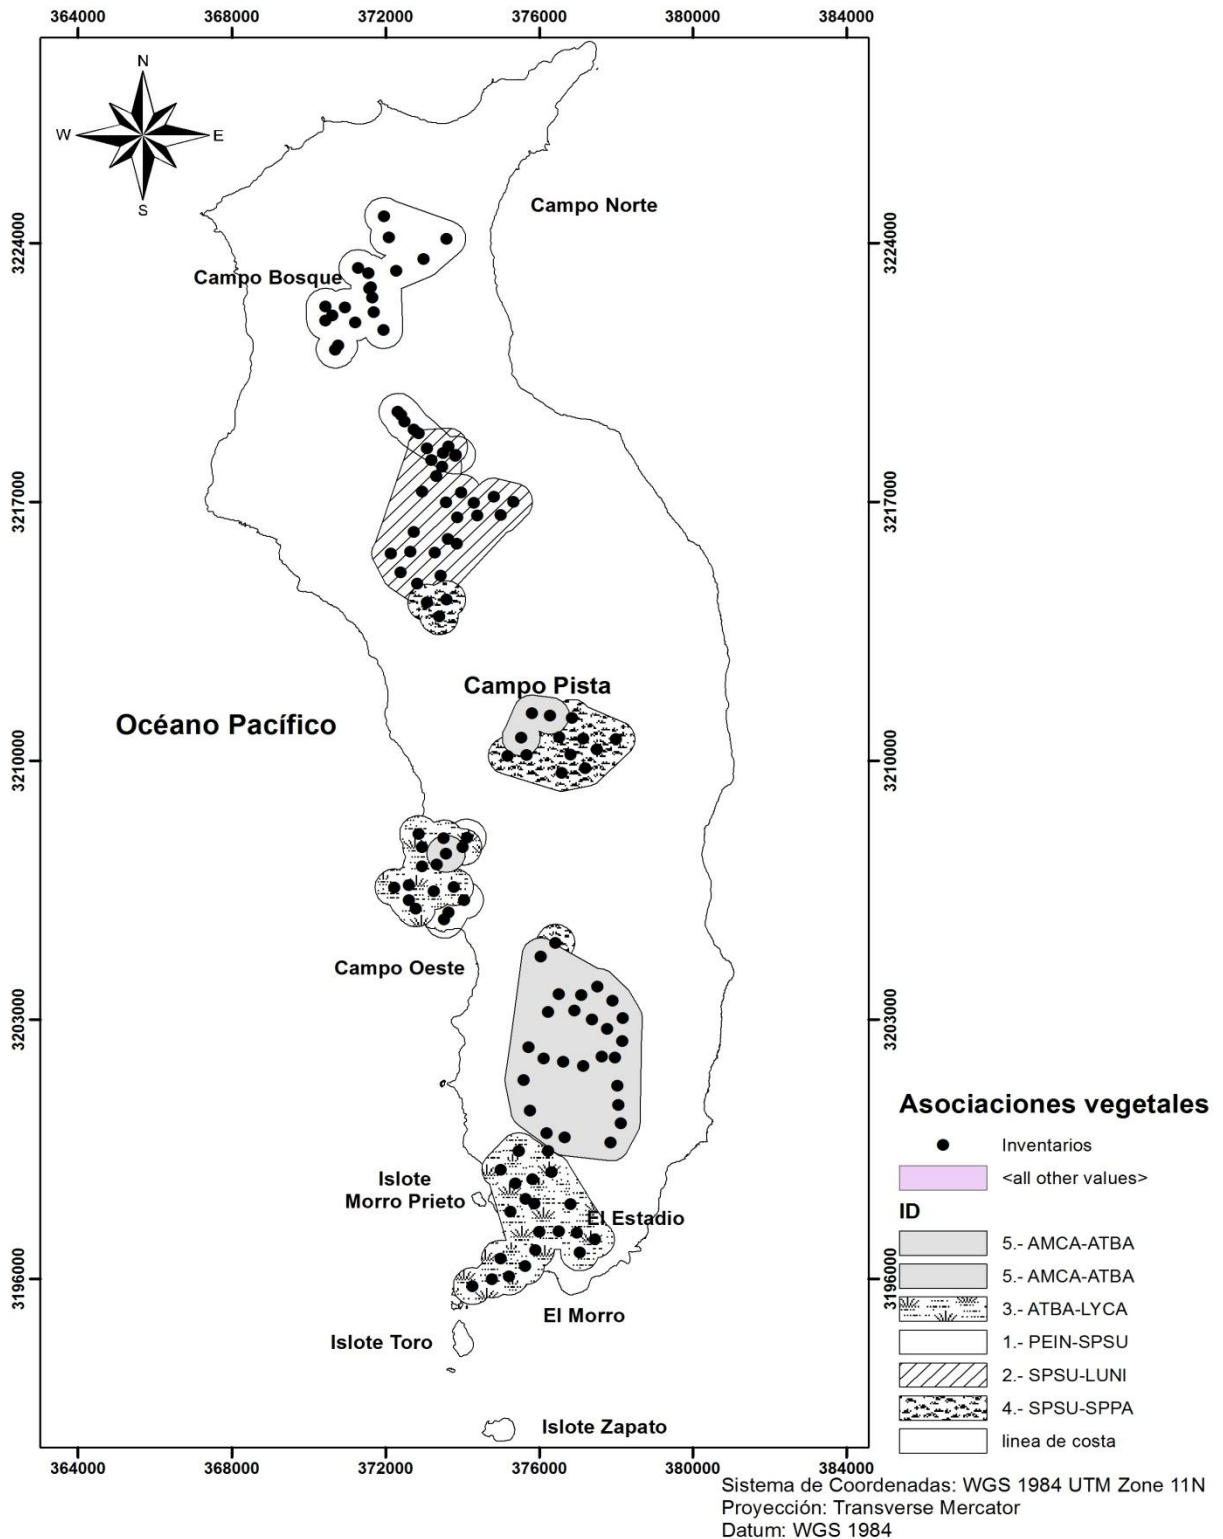 364000 368000 372000 376000 380000 384000
N
W E
S
Campo Norte
3224000 3224000
Campo Bosque
3217000 3217000
Campo Pista
Océano Pacífico
3210000 3210000
Campo Oeste
3203000 3203000
Islote
Morro Prieto
El Estadio
3196000 3196000
El Morro
Islote Toro
Islote Zapato
364000 368000 372000 376000 380000 384000
Asociaciones vegetales
Inventarios
<all other values>
ID
5.- AMCA-ATBA
5.- AMCA-ATBA
3.- ATBA-LYCA
1.- PEIN-SPSU
2.- SPSU-LUNI
4.- SPSU-SPPA
linea de costa
Sistema de Coordenadas: WGS 1984 UTM Zone 11N
Proyección: Transverse Mercator
Datum: WGS 1984